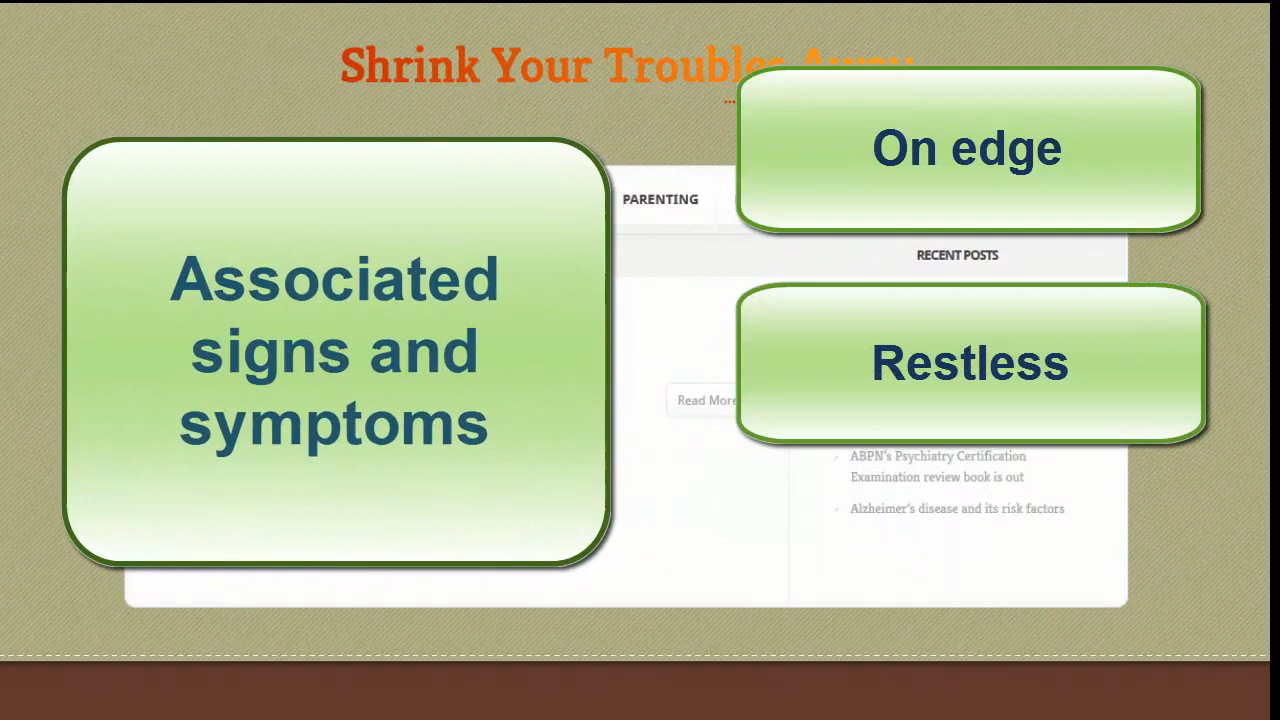 Shrink Your Troubles
...
On edge
PARENTING
Associated
signs and
symptoms
RECENT POSTS
Restless
Read More
ABPN's Psychiatry Certification
Examination review book is out
Alzheimer's disease and its risk factors